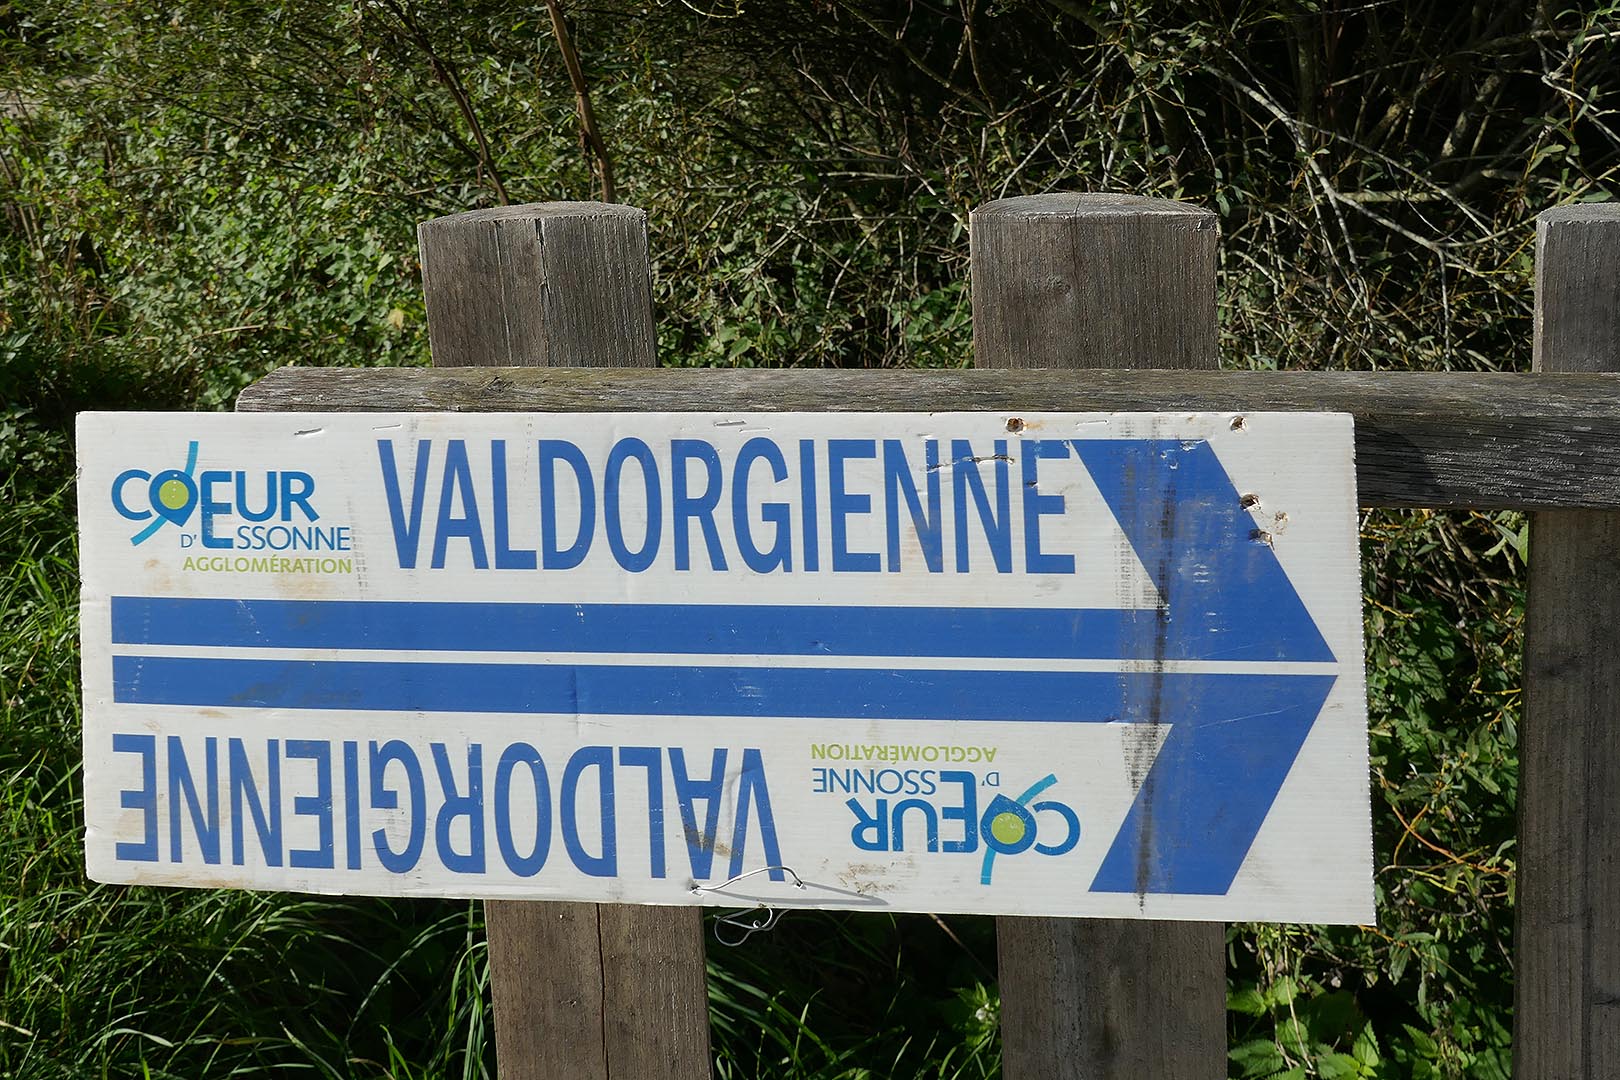 CŒUR
D'ESSONNE
AGGLOMÉRATION
VALDORGIENNE
VALDORGIENNE
CŒUR
D'ESSONNE
AGGLOMÉRATION